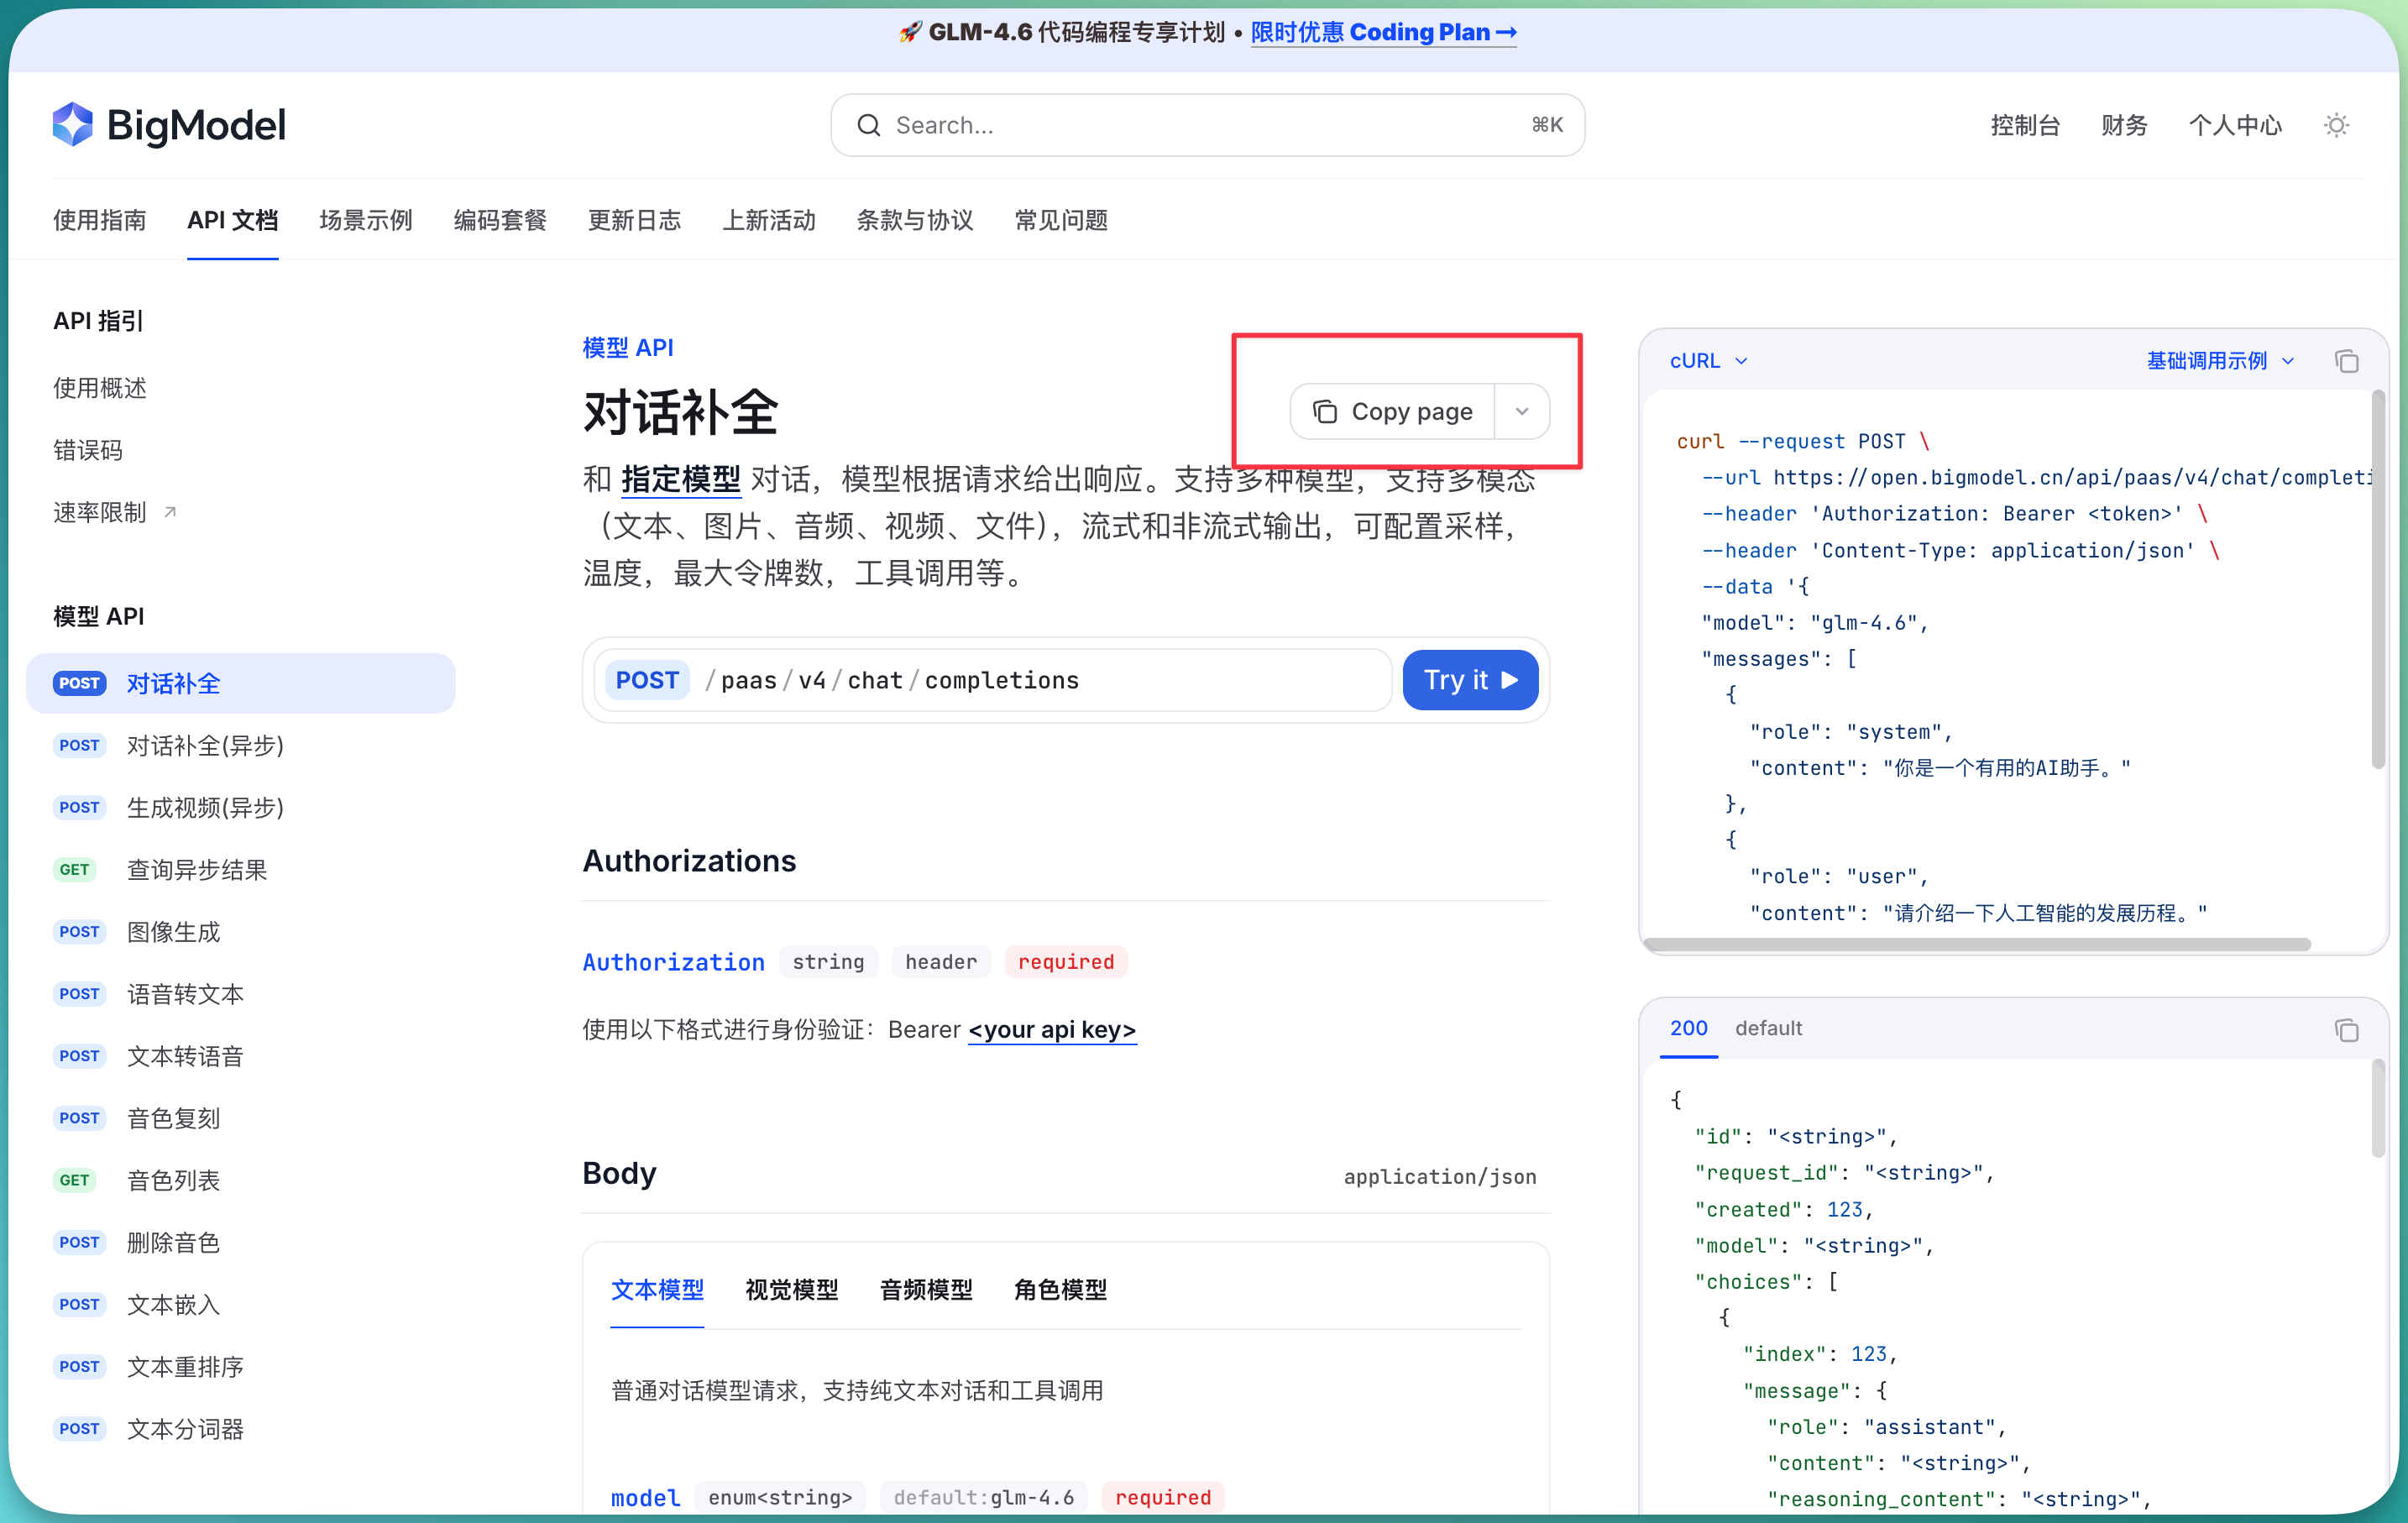 🚀 GLM-4.6 代码编程专享计划 • 限时优惠 Coding Plan →
BigModel
Search...
⌘K
控制台
财务
个人中心
使用指南
API 文档
场景示例
编码套餐
更新日志
上新活动
条款与协议
常见问题
API 指引
使用概述
错误码
速率限制
模型 API
POST 对话补全
POST 对话补全(异步)
POST 生成视频(异步)
GET 查询异步结果
POST 图像生成
POST 语音转文本
POST 文本转语音
POST 音色复刻
GET 音色列表
POST 删除音色
POST 文本嵌入
POST 文本重排序
POST 文本分词器
模型 API
对话补全
Copy page
和 指定模型 对话，模型根据请求给出响应。支持多种模型，支持多模态
（文本、图片、音频、视频、文件），流式和非流式输出，可配置采样，
温度，最大令牌数，工具调用等。
POST /paas/v4/chat/completions
Try it
Authorizations
Authorization string header required
使用以下格式进行身份验证：Bearer <your api key>
Body
application/json
文本模型
视觉模型
音频模型
角色模型
普通对话模型请求，支持纯文本对话和工具调用
model enum<string> default:glm-4.6 required
cURL
基础调用示例
curl --request POST \
--url https://open.bigmodel.cn/api/paas/v4/chat/completi
--header 'Authorization: Bearer <token>' \
--header 'Content-Type: application/json' \
--data '{
"model": "glm-4.6",
"messages": [
{
"role": "system",
"content": "你是一个有用的AI助手。"
},
{
"role": "user",
"content": "请介绍一下人工智能的发展历程。"
200
default
{
"id": "<string>",
"request_id": "<string>",
"created": 123,
"model": "<string>",
"choices": [
{
"index": 123,
"message": {
"role": "assistant",
"content": "<string>",
"reasoning_content": "<string>",